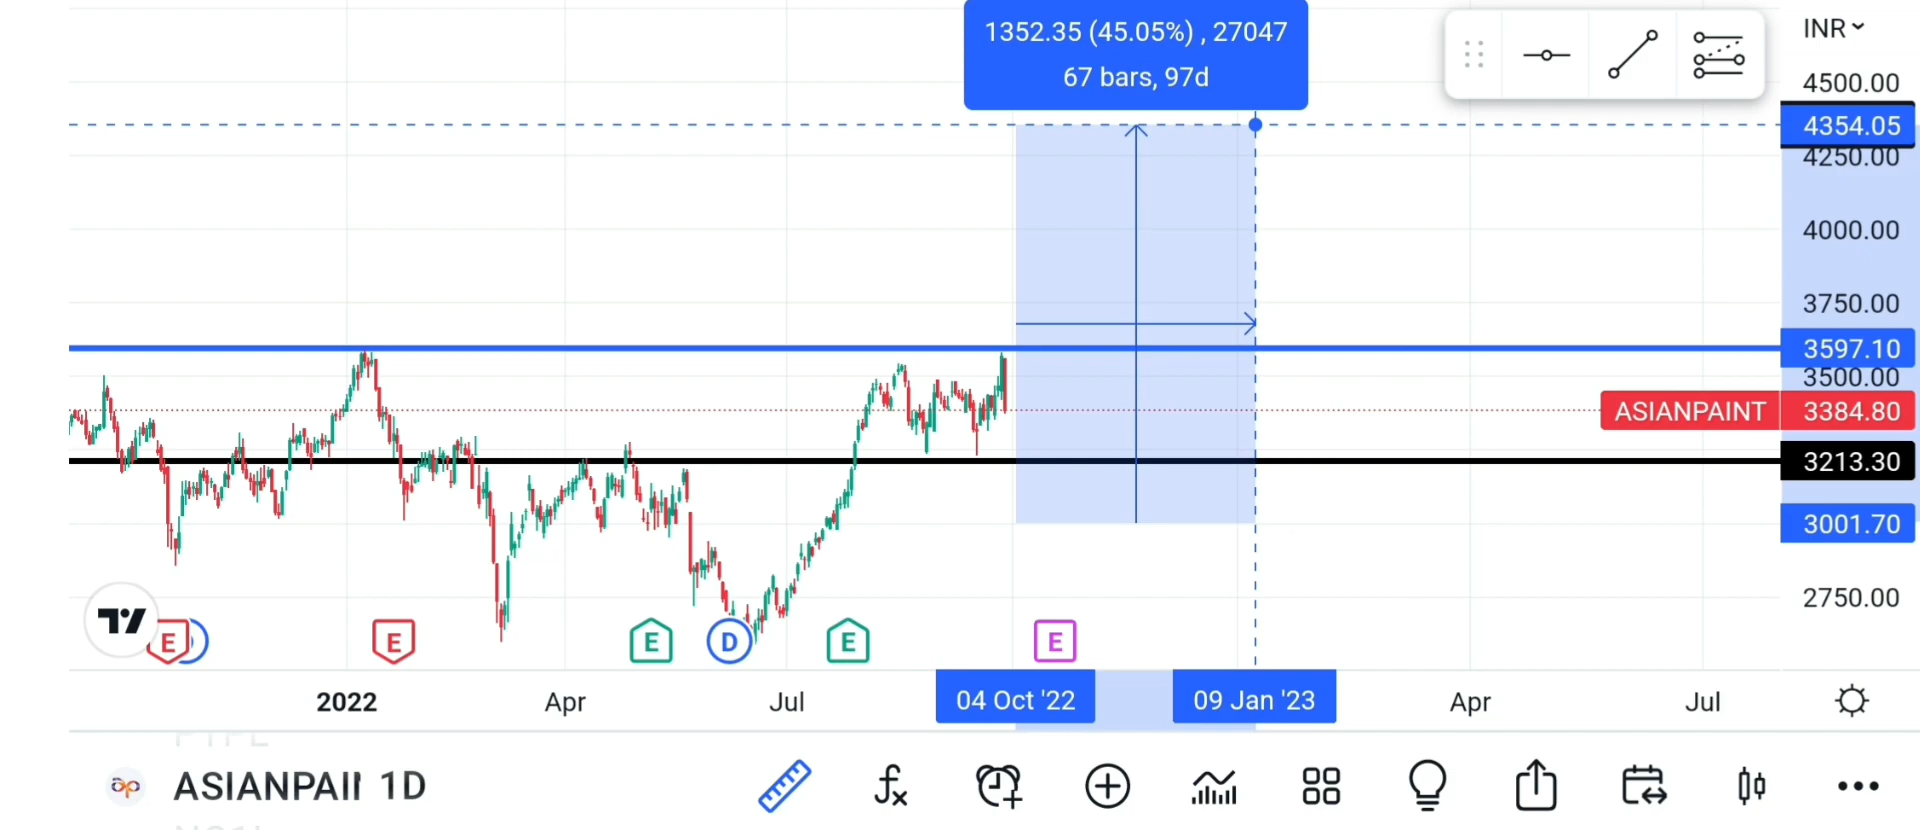 1352.35 (45.05%) , 27047
67 bars, 97d
INR
4500.00
4354.05
4250.00
4000.00
3750.00
3597.10
3500.00
ASIANPAINT 3384.80
3213.30
3001.70
2750.00
E
E
E
D
E
E
2022 Apr Jul 04 Oct '22 09 Jan '23 Apr Jul
ASIANPAII 1D